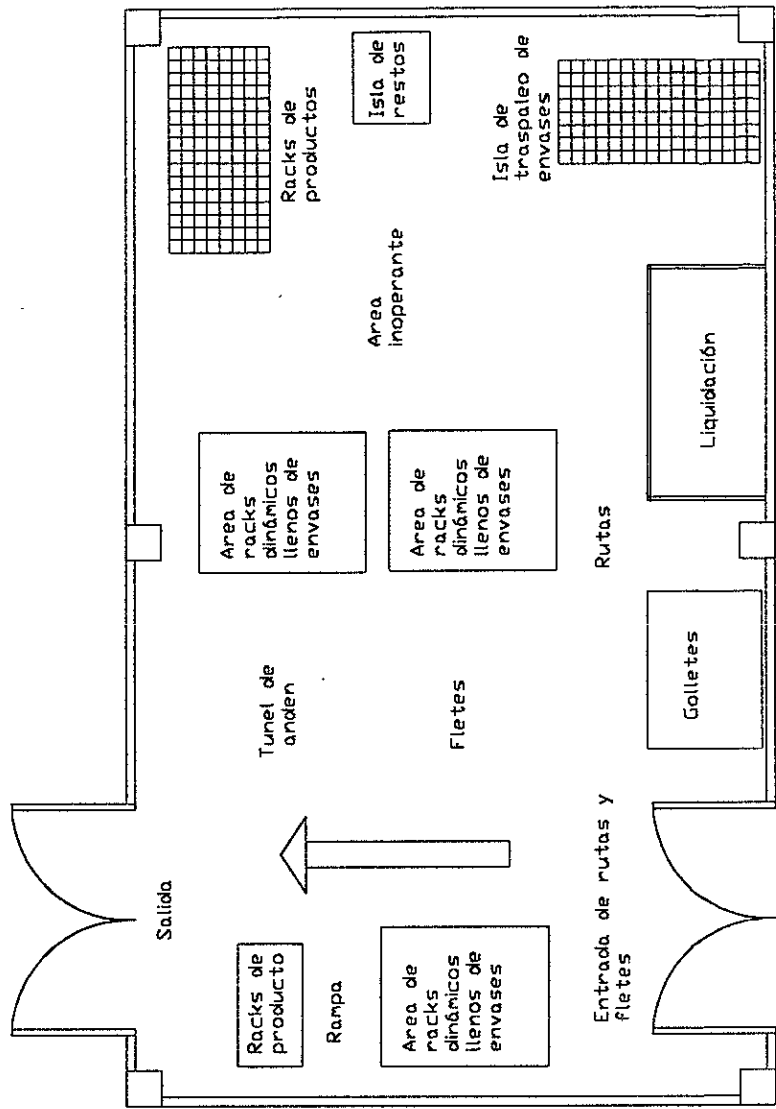 Salida
Racks de
producto
Tunel de
anden
Area de
racks
dinámicos
llenos de
envases
Racks de
productos
Rampa
Area
inoperante
Isla de
restos
Area de
racks
dinámicos
llenos de
envases
Fletes
Area de
racks
dinámicos
llenos de
envases
Isla de
traspaleo de
envases
Entrada de rutas y
fletes
Rutas
Golletes
Liquidación